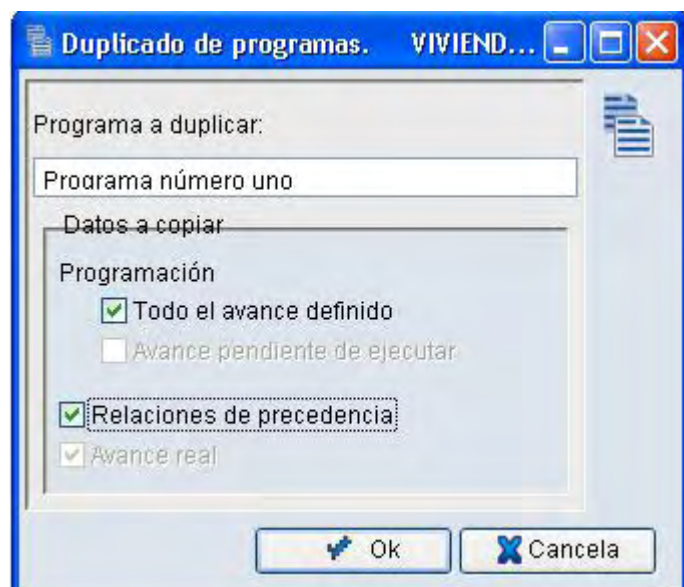 Duplicado de programas. VIVIEND...
Programa a duplicar:
Programa número uno
Datos a copiar
Programación
Todo el avance definido
Avance pendiente de ejecutar
Relaciones de precedencia
Avance real
Ok Cancela